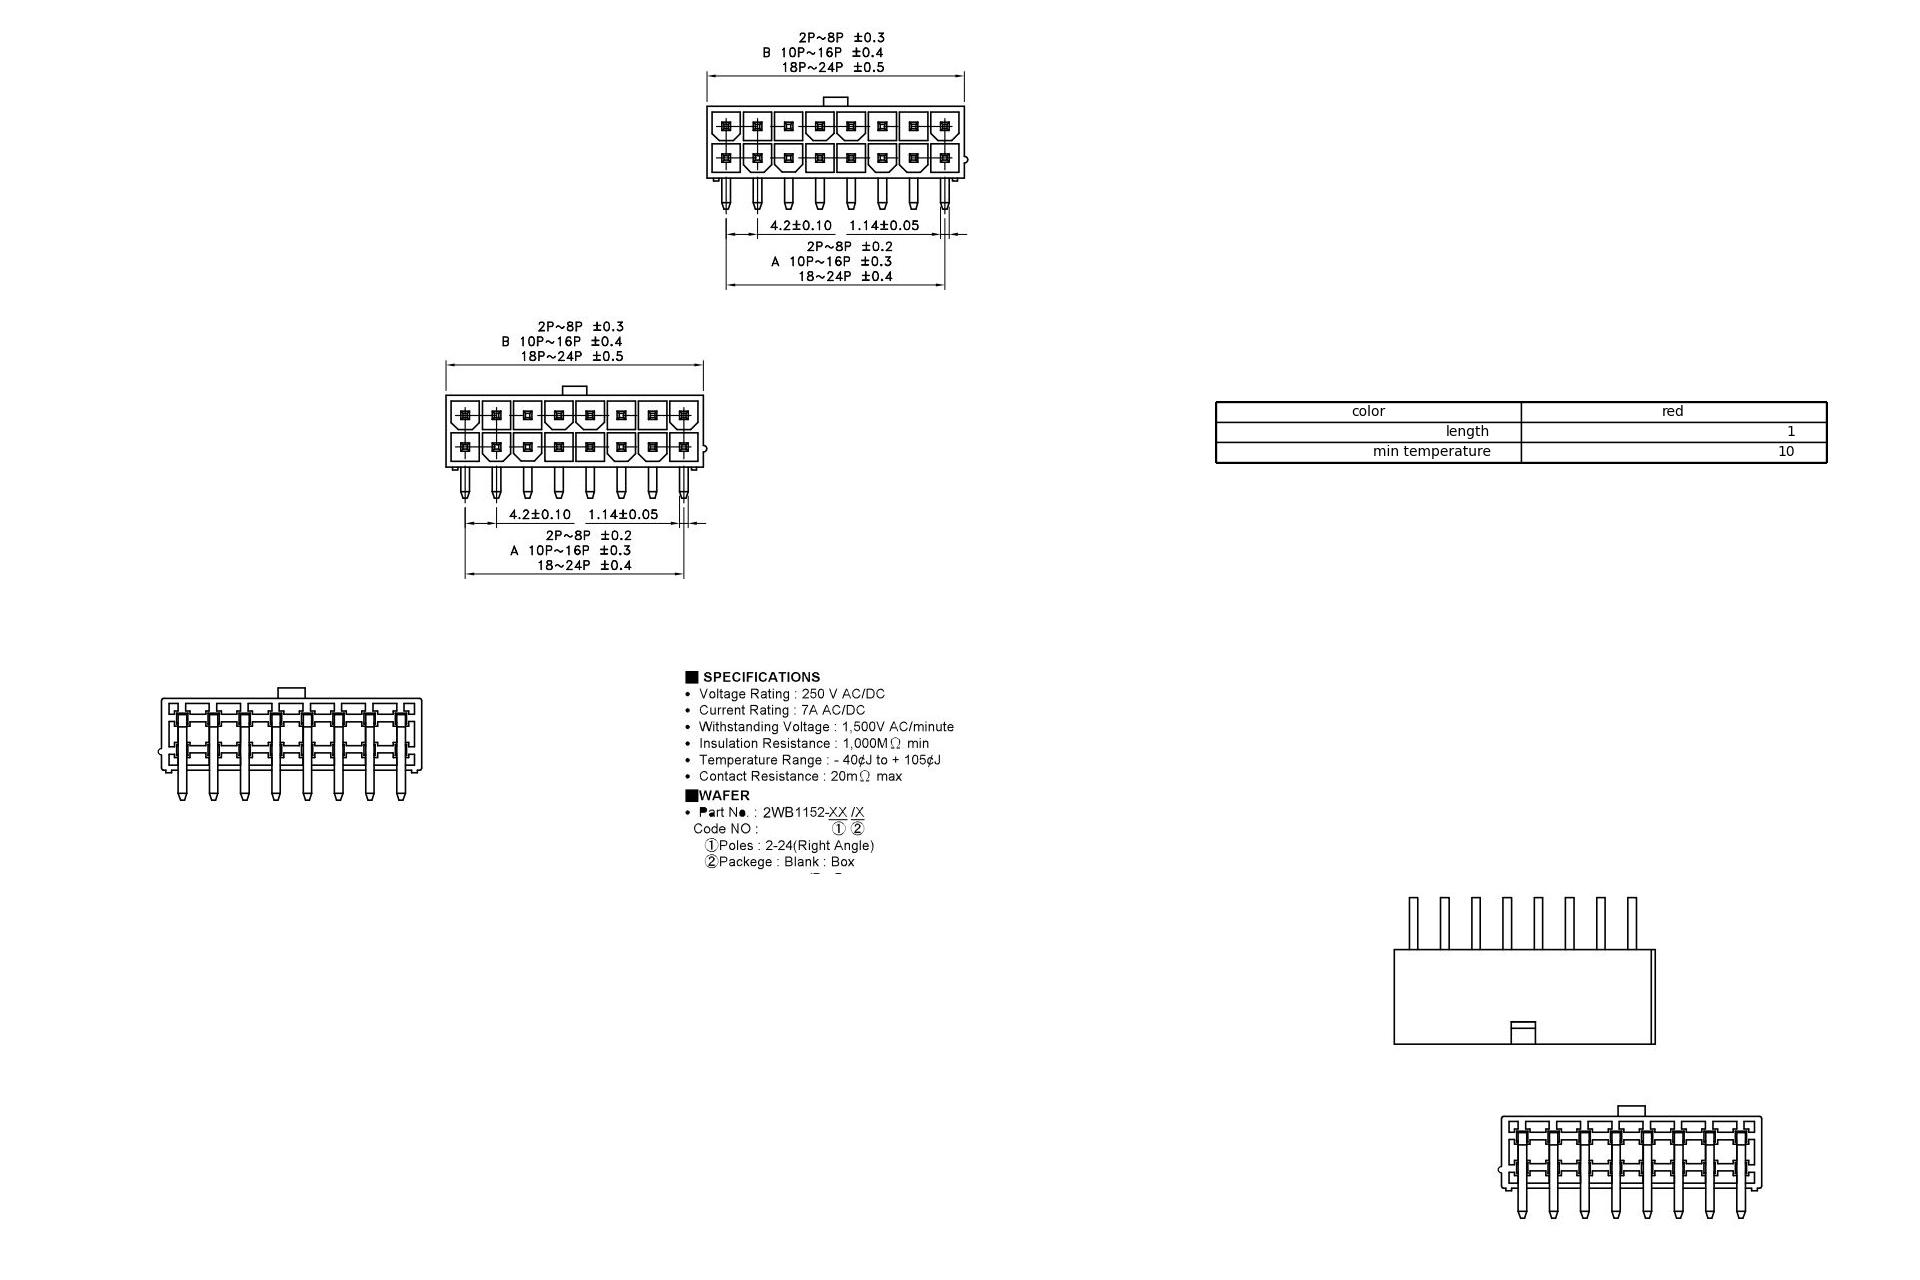 2P~8P ±0.3
B 10P~16P ±0.4
18P~24P ±0.5
4.2±0.10 1.14±0.05
2P~8P ±0.2
A 10P~16P ±0.3
18~24P ±0.4
2P~8P ±0.3
B 10P~16P ±0.4
18P~24P ±0.5
4.2±0.10 1.14±0.05
2P~8P ±0.2
A 10P~16P ±0.3
18~24P ±0.4
color red
length 1
min temperature 10
■ SPECIFICATIONS
• Voltage Rating : 250 V AC/DC
• Current Rating : 7A AC/DC
• Withstanding Voltage : 1,500V AC/minute
• Insulation Resistance : 1,000MΩ min
• Temperature Range : - 40¢J to + 105¢J
• Contact Resistance : 20mΩ max
■WAFER
• Part No. : 2WB1152-XX /X
Code NO : ① ②
①Poles : 2-24(Right Angle)
②Packege : Blank : Box